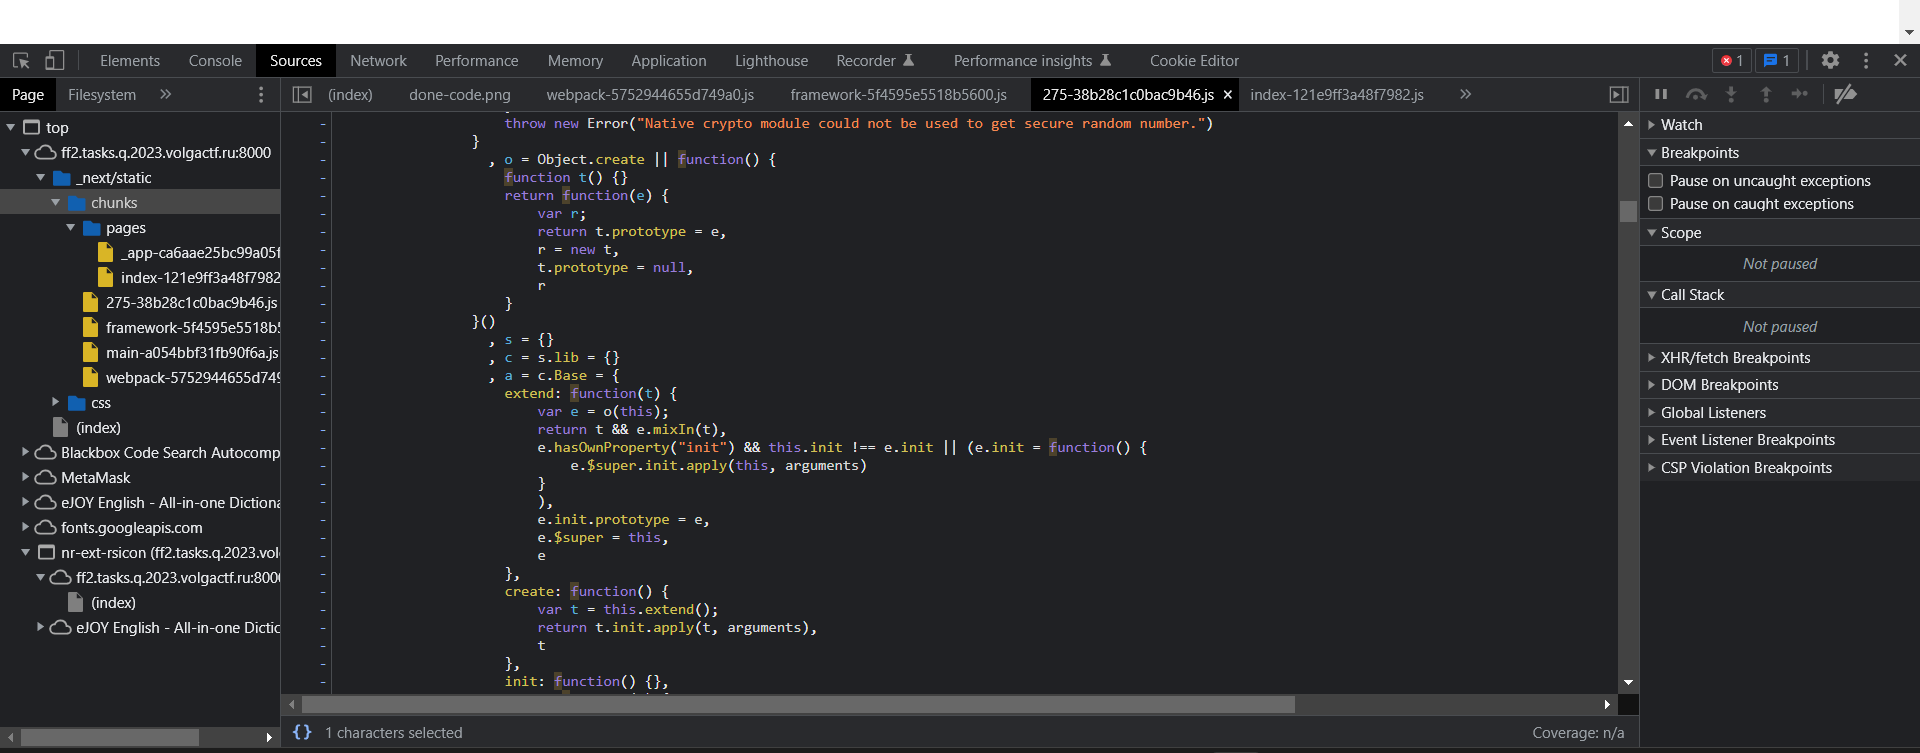 Elements Console Sources Network Performance Memory Application Lighthouse Recorder Performance insights Cookie Editor 1 1
Page Filesystem » (index) done-code.png webpack-5752944655d749a0.js framework-5f4595e5518b5600.js 275-38b28c1c0bac9b46.js × index-121e9ff3a48f7982.js »
top
ff2.tasks.q.2023.volgactf.ru:8000
_next/static
chunks
pages
_app-ca6aae25bc99a05f
index-121e9ff3a48f7982
275-38b28c1c0bac9b46.js
framework-5f4595e5518b5
main-a054bbf31fb90f6a.js
webpack-5752944655d749
css
(index)
Blackbox Code Search Autocomp
MetaMask
eJOY English - All-in-one Dictiona
fonts.googleapis.com
nr-ext-rsicon (ff2.tasks.q.2023.vol
ff2.tasks.q.2023.volgactf.ru:8000
(index)
eJOY English - All-in-one Dictio
- throw new Error("Native crypto module could not be used to get secure random number.")
- }
- , o = Object.create || function() {
- function t() {}
- return function(e) {
- var r;
- return t.prototype = e,
- r = new t,
- t.prototype = null,
- r
- }
- }()
- , s = {}
- , c = s.lib = {}
- , a = c.Base = {
- extend: function(t) {
- var e = o(this);
- return t && e.mixIn(t),
- e.hasOwnProperty("init") && this.init !== e.init || (e.init = function() {
- e.$super.init.apply(this, arguments)
- }
- ),
- e.init.prototype = e,
- e.$super = this,
- e
- },
- create: function() {
- var t = this.extend();
- return t.init.apply(t, arguments),
- t
- },
- init: function() {},
{} 1 characters selected Coverage: n/a
Watch
Breakpoints
Pause on uncaught exceptions
Pause on caught exceptions
Scope
Not paused
Call Stack
Not paused
XHR/fetch Breakpoints
DOM Breakpoints
Global Listeners
Event Listener Breakpoints
CSP Violation Breakpoints